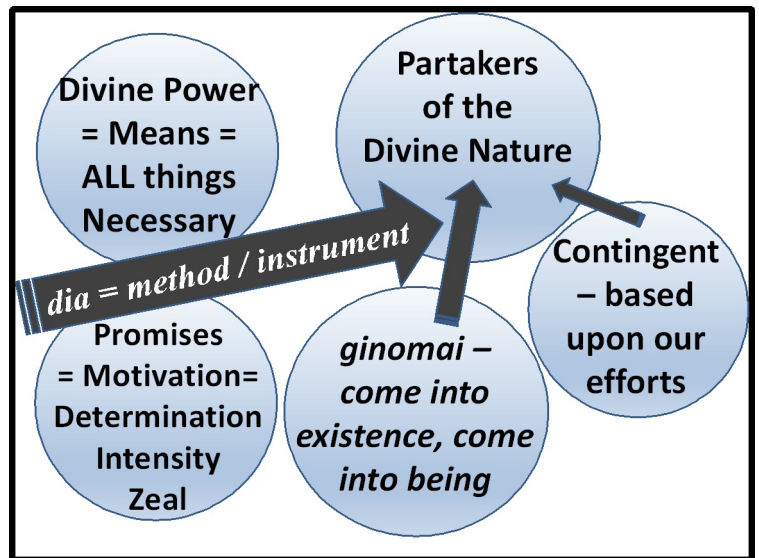 Divine Power
= Means =
ALL things
Necessary
Partakers
of the
Divine Nature
dia = method / instrument
Promises
= Motivation=
Determination
Intensity
Zeal
ginomai –
come into
existence, come
into being
Contingent
– based
upon our
efforts